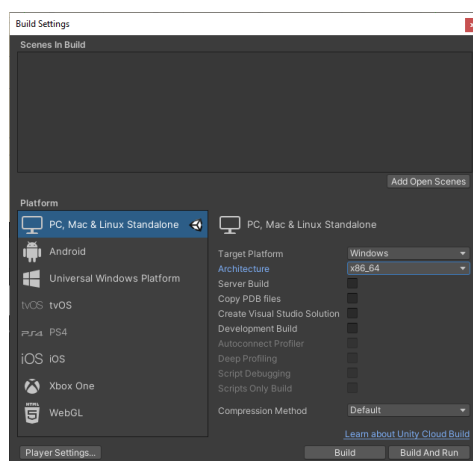 Build Settings
x
Scenes In Build
Add Open Scenes
Platform
PC, Mac & Linux Standalone
Android
Universal Windows Platform
tvOS tvOS
PS4 PS4
iOS iOS
Xbox One
HTML 5 WebGL
PC, Mac & Linux Standalone
Target Platform Windows
Architecture x86_64
Server Build
Copy PDB files
Create Visual Studio Solution
Development Build
Autoconnect Profiler
Deep Profiling
Script Debugging
Scripts Only Build
Compression Method Default
Learn about Unity Cloud Build
Player Settings... Build Build And Run